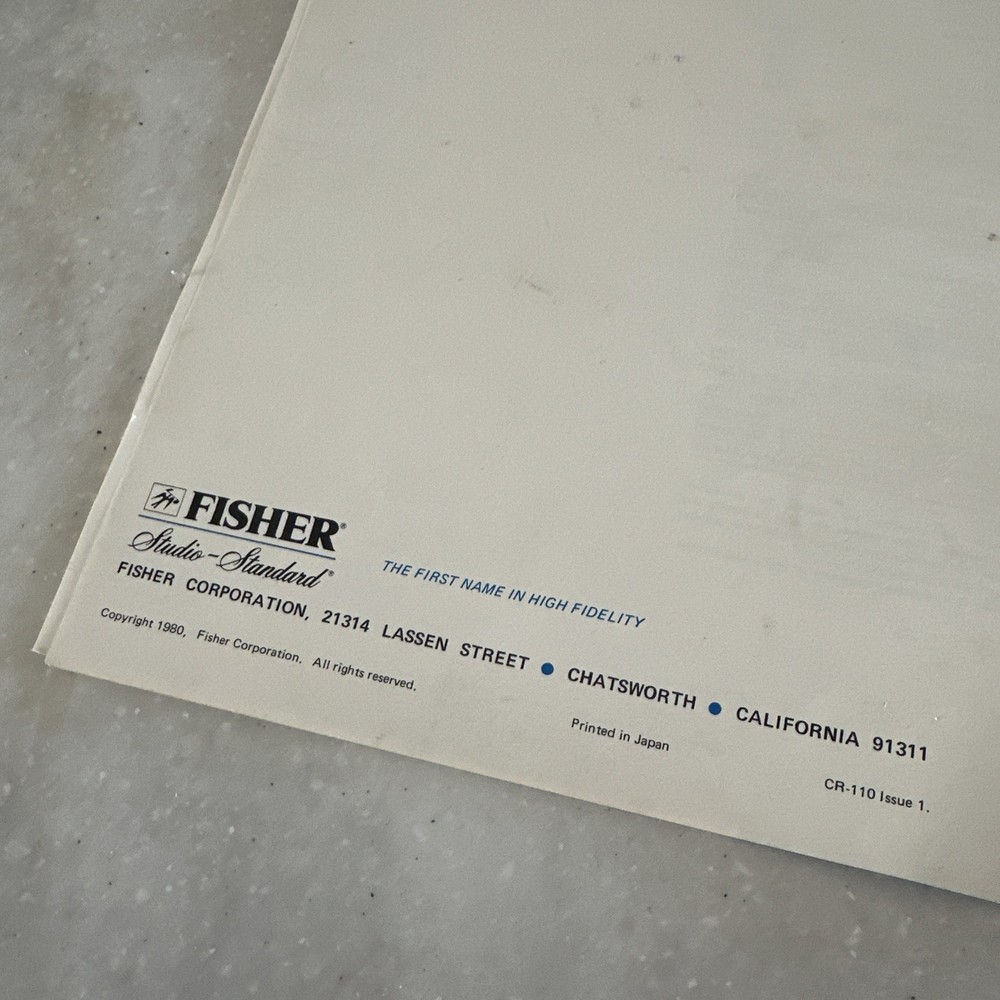 FISHER®
Studio-Standard®
THE FIRST NAME IN HIGH FIDELITY
FISHER CORPORATION, 21314 LASSEN STREET ● CHATSWORTH ● CALIFORNIA 91311
Copyright 1980, Fisher Corporation. All rights reserved.
Printed in Japan
CR-110 Issue 1.